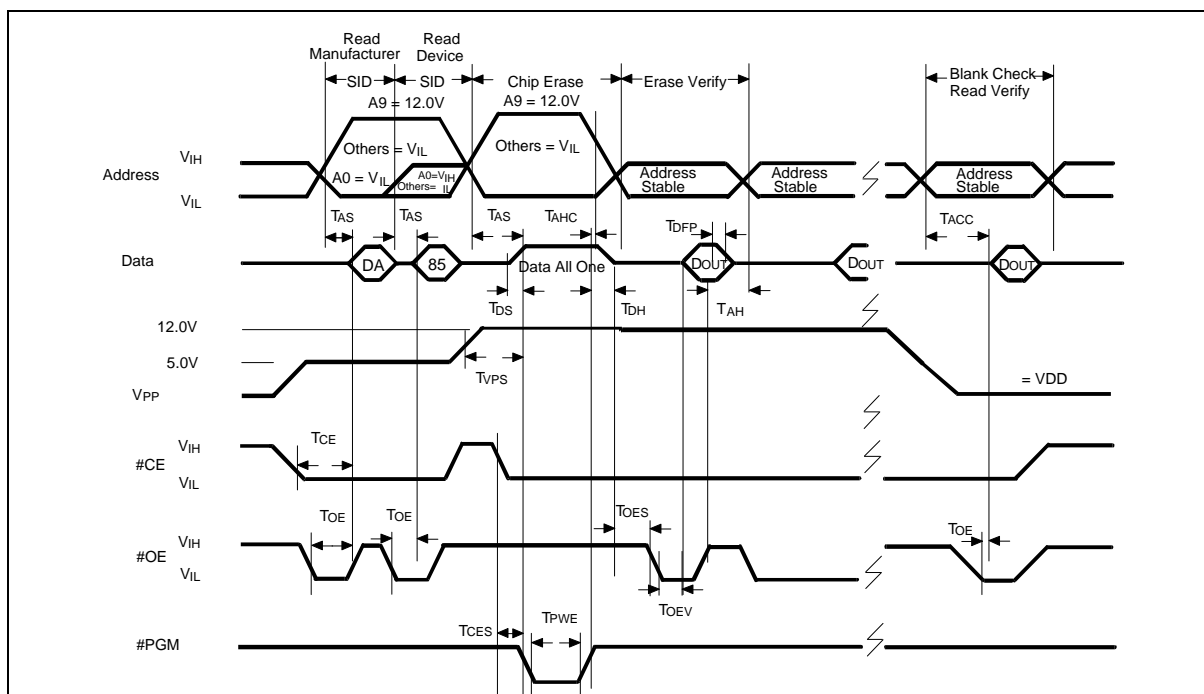 Read
Manufacturer
SID
Read
Device
SID
Chip Erase
Erase Verify
Blank Check
Read Verify
A9 = 12.0V
A9 = 12.0V
Others = VIL
Others = VIL
Address
VIH
VIL
A0 = VIL
A0=VIH
Others= IL
Address
Stable
Address
Stable
Address
Stable
TAS
TAS
TAS
TAHC
TDFP
TACC
Data
DA
85
Data All One
DOUT
DOUT
DOUT
TDS
TDH
TAH
12.0V
5.0V
VPP
TVPS
= VDD
#CE
VIH
VIL
TCE
TOES
#OE
VIH
VIL
TOE
TOE
TOE
TOEV
#PGM
TCES
TPWE